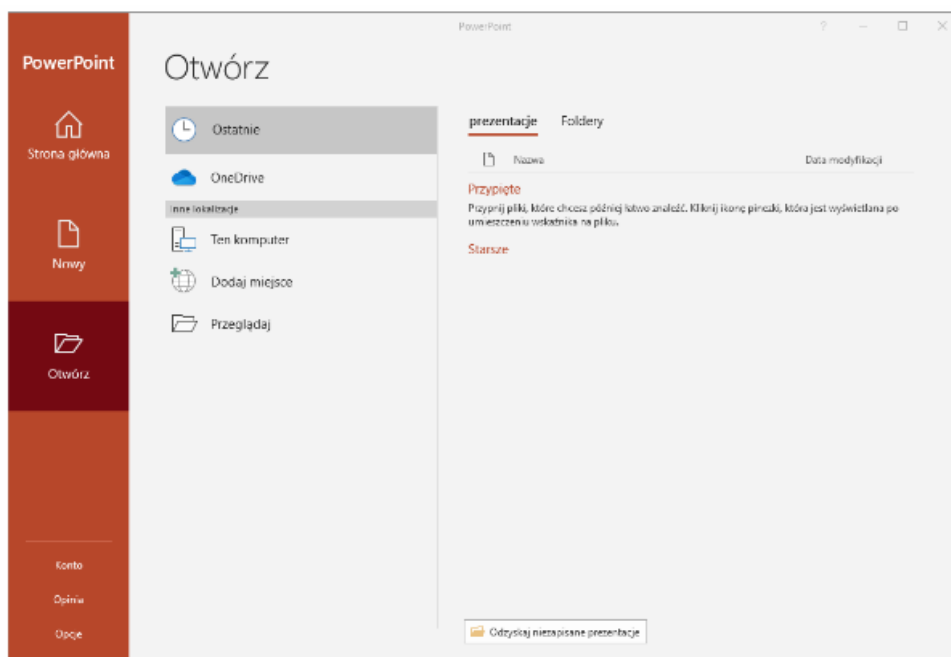 PowerPoint
?
PowerPoint
Otwórz
Strona główna
Nowy
Otwórz
Konto
Opinia
Opcje
Ostatnie
OneDrive
Inne lokalizacje
Ten komputer
Dodaj miejsce
Przeglądaj
prezentacje Foldery
Nazwa Data modyfikacji
Przypięte
Przypnij pliki, które chcesz później łatwo znaleźć. Kliknij ikonę pinezki, która jest wyświetlana po
umieszczeniu wskaźnika na pliku.
Starsze
Odzyskaj niezapisane prezentacje